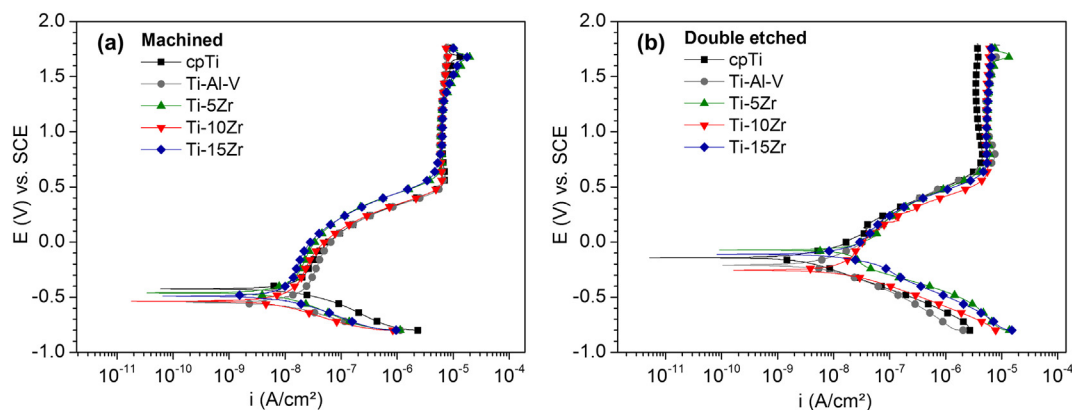 (a) Machined
cpTi
Ti-Al-V
Ti-5Zr
Ti-10Zr
Ti-15Zr
E (V) vs. SCE
2.0
1.5
1.0
0.5
0.0
-0.5
-1.0
10⁻¹¹ 10⁻¹⁰ 10⁻⁹ 10⁻⁸ 10⁻⁷ 10⁻⁶ 10⁻⁵ 10⁻⁴
i (A/cm²)
(b) Double etched
cpTi
Ti-Al-V
Ti-5Zr
Ti-10Zr
Ti-15Zr
E (V) vs. SCE
2.0
1.5
1.0
0.5
0.0
-0.5
-1.0
10⁻¹¹ 10⁻¹⁰ 10⁻⁹ 10⁻⁸ 10⁻⁷ 10⁻⁶ 10⁻⁵ 10⁻⁴
i (A/cm²)